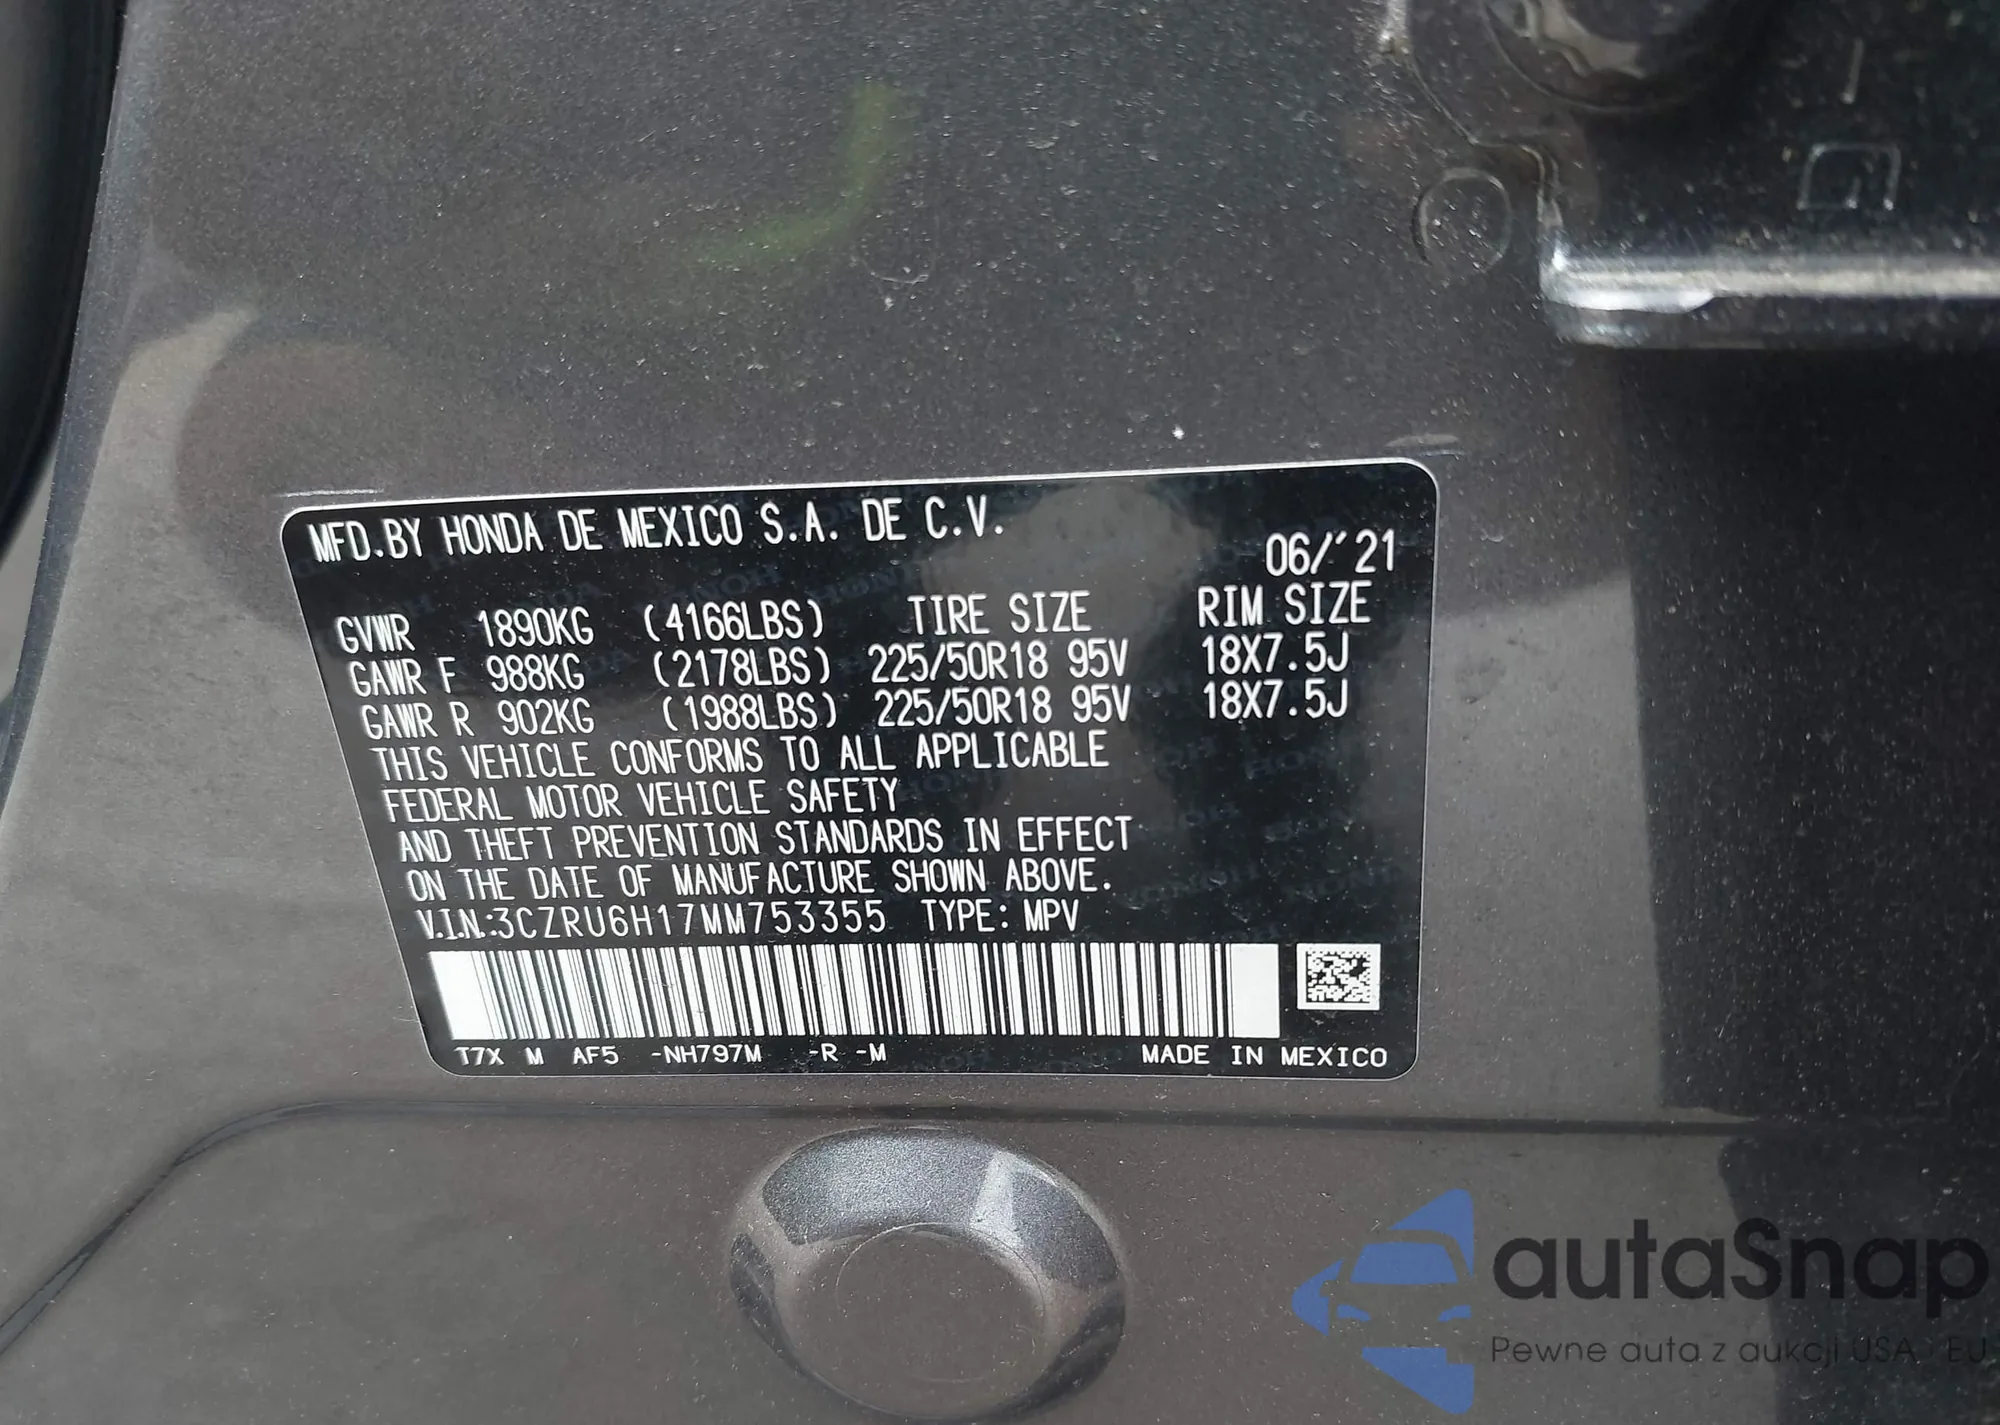 MFD.BY HONDA DE MEXICO S.A. DE C.V.
06/'21
GVWR 1890KG (4166LBS) TIRE SIZE RIM SIZE
GAWR F 988KG (2178LBS) 225/50R18 95V 18X7.5J
GAWR R 902KG (1988LBS) 225/50R18 95V 18X7.5J
THIS VEHICLE CONFORMS TO ALL APPLICABLE
FEDERAL MOTOR VEHICLE SAFETY
AND THEFT PREVENTION STANDARDS IN EFFECT
ON THE DATE OF MANUFACTURE SHOWN ABOVE.
V.I.N.:3CZRU6H17MM753355 TYPE: MPV
T7X M AF5 -NH797M -R -M MADE IN MEXICO
autaSnap
Pewne auta z aukcji USA i EU